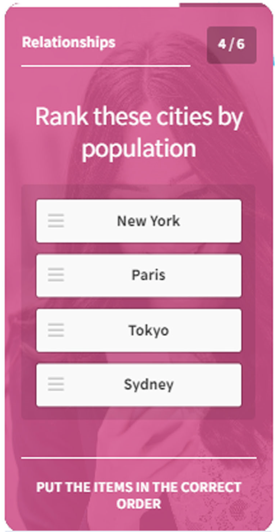 Relationships
4 / 6
Rank these cities by
population
New York
Paris
Tokyo
Sydney
PUT THE ITEMS IN THE CORRECT
ORDER